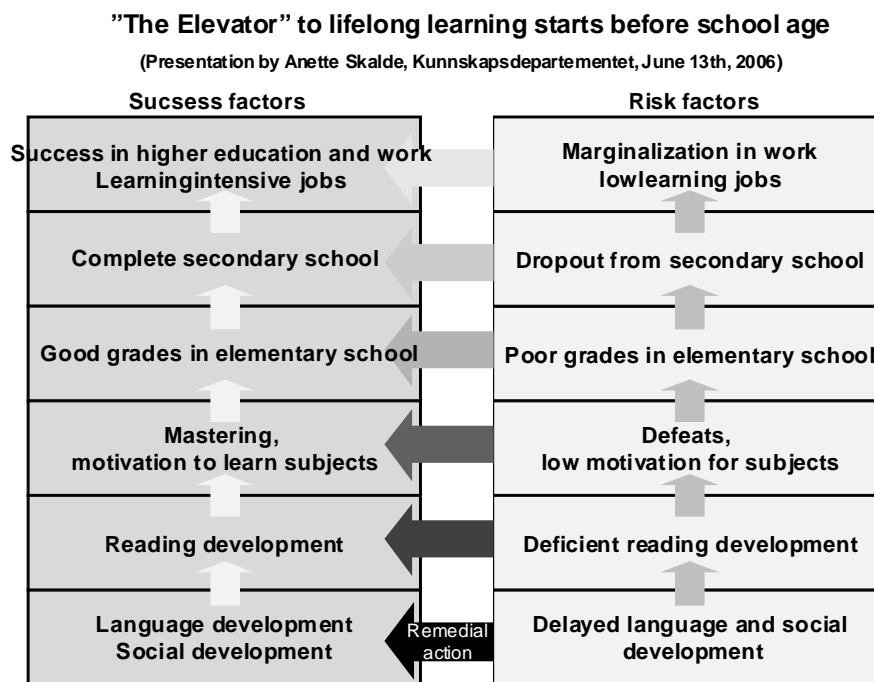 ”The Elevator” to lifelong learning starts before school age
(Presentation by Anette Skalde, Kunnskapsdepartementet, June 13th, 2006)
Sucsess factors
Risk factors
Success in higher education and work
Learningintensive jobs
Marginalization in work
lowlearning jobs
Complete secondary school
Dropout from secondary school
Good grades in elementary school
Poor grades in elementary school
Mastering,
motivation to learn subjects
Defeats,
low motivation for subjects
Reading development
Deficient reading development
Language development
Social development
Remedial
action
Delayed language and social
development